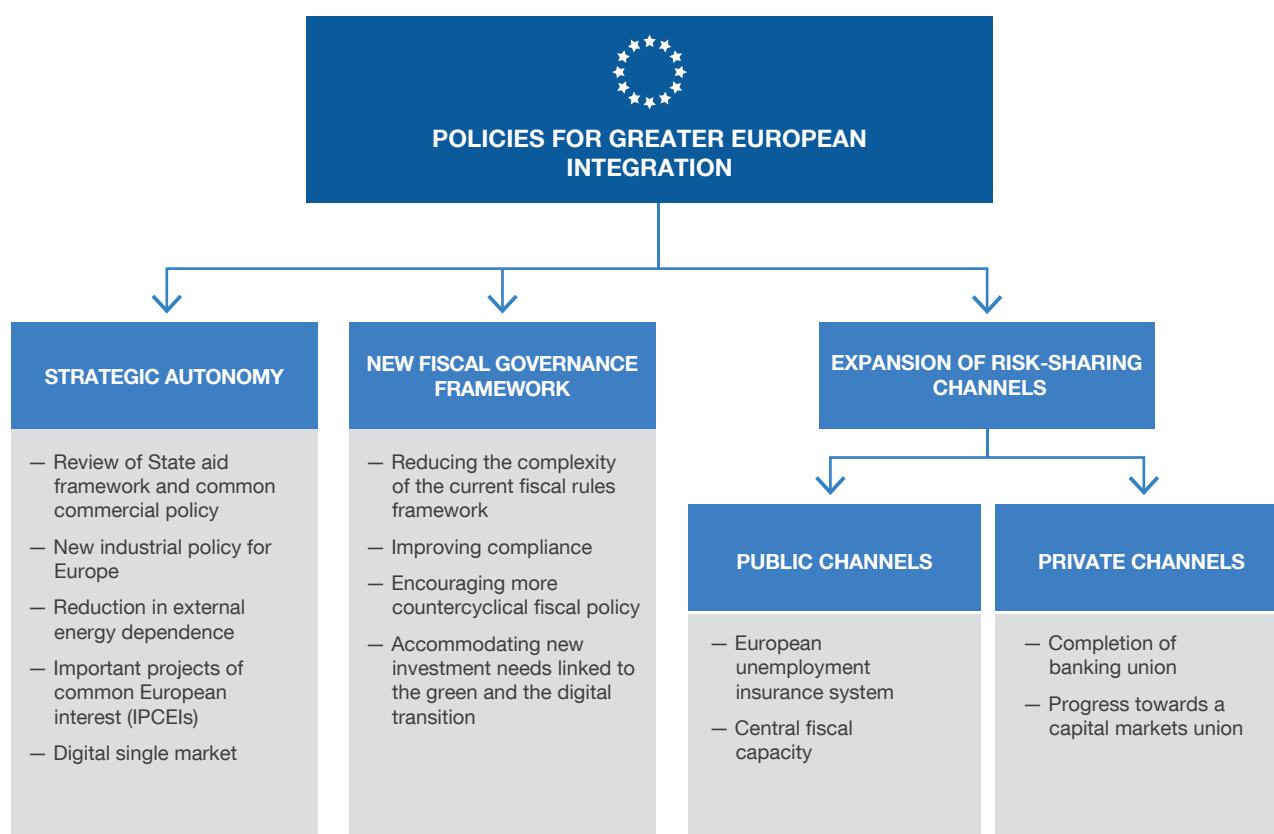 POLICIES FOR GREATER EUROPEAN
INTEGRATION
STRATEGIC AUTONOMY
— Review of State aid
framework and common
commercial policy
— New industrial policy for
Europe
— Reduction in external
energy dependence
— Important projects of
common European
interest (IPCEIs)
— Digital single market
NEW FISCAL GOVERNANCE
FRAMEWORK
— Reducing the complexity
of the current fiscal rules
framework
— Improving compliance
— Encouraging more
countercyclical fiscal policy
— Accommodating new
investment needs linked to
the green and the digital
transition
EXPANSION OF RISK-SHARING
CHANNELS
PUBLIC CHANNELS
— European
unemployment
insurance system
— Central fiscal
capacity
PRIVATE CHANNELS
— Completion of
banking union
— Progress towards a
capital markets union